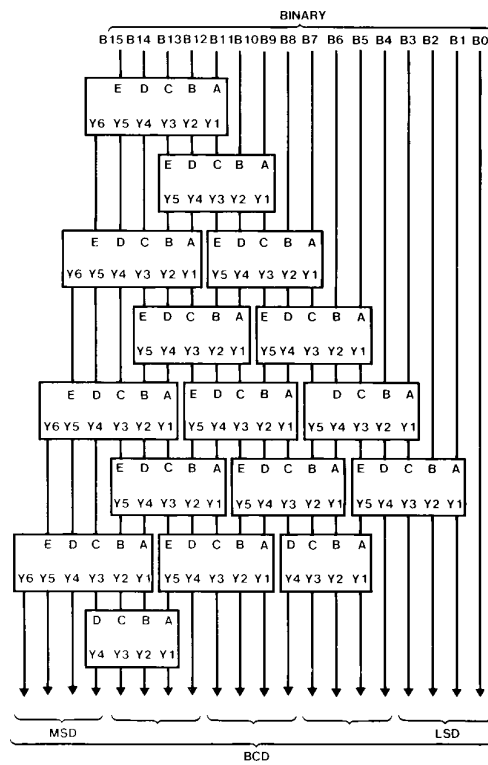 BINARY
B15 B14 B13 B12 B11 B10 B9 B8 B7 B6 B5 B4 B3 B2 B1 B0
E D C B A
Y6 Y5 Y4 Y3 Y2 Y1
E D C B A
Y5 Y4 Y3 Y2 Y1
E D C B A E D C B A
Y6 Y5 Y4 Y3 Y2 Y1 Y5 Y4 Y3 Y2 Y1
E D C B A E D C B A
Y5 Y4 Y3 Y2 Y1 Y5 Y4 Y3 Y2 Y1
E D C B A E D C B A D C B A
Y6 Y5 Y4 Y3 Y2 Y1 Y5 Y4 Y3 Y2 Y1 Y5 Y4 Y3 Y2 Y1
E D C B A E D C B A E D C B A
Y5 Y4 Y3 Y2 Y1 Y5 Y4 Y3 Y2 Y1 Y5 Y4 Y3 Y2 Y1
E D C B A E D C B A D C B A
Y6 Y5 Y4 Y3 Y2 Y1 Y5 Y4 Y3 Y2 Y1 Y4 Y3 Y2 Y1
D C B A
Y4 Y3 Y2 Y1
MSD LSD
BCD